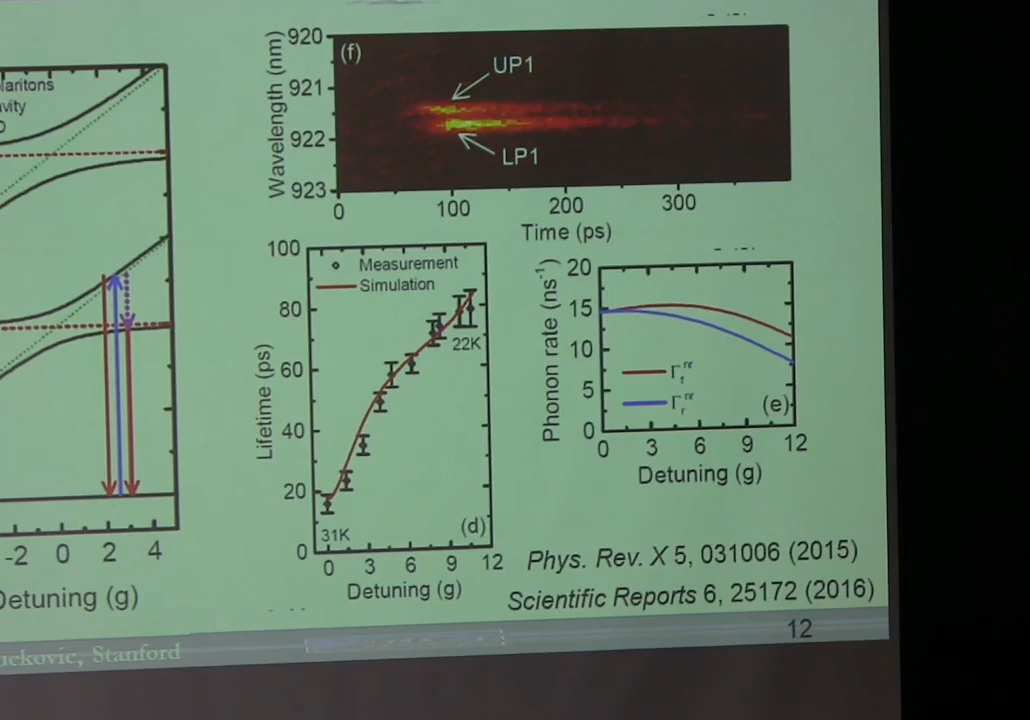 laritons
-2 0 2 4
(f)
UP1
LP1
Wavelength (nm)
920
921
922
923
0 100 200 300
Time (ps)
Measurement
Simulation
31K
22K
(d)
Lifetime (ps)
100
80
60
40
20
0
0 3 6 9 12
Detuning (g)
Phonon rate (ns⁻¹)
20
15
10
5
0
(e)
0 3 6 9 12
Detuning (g)
Phys. Rev. X 5, 031006 (2015)
Scientific Reports 6, 25172 (2016)
Detuning (g)
uckovic, Stanford
12